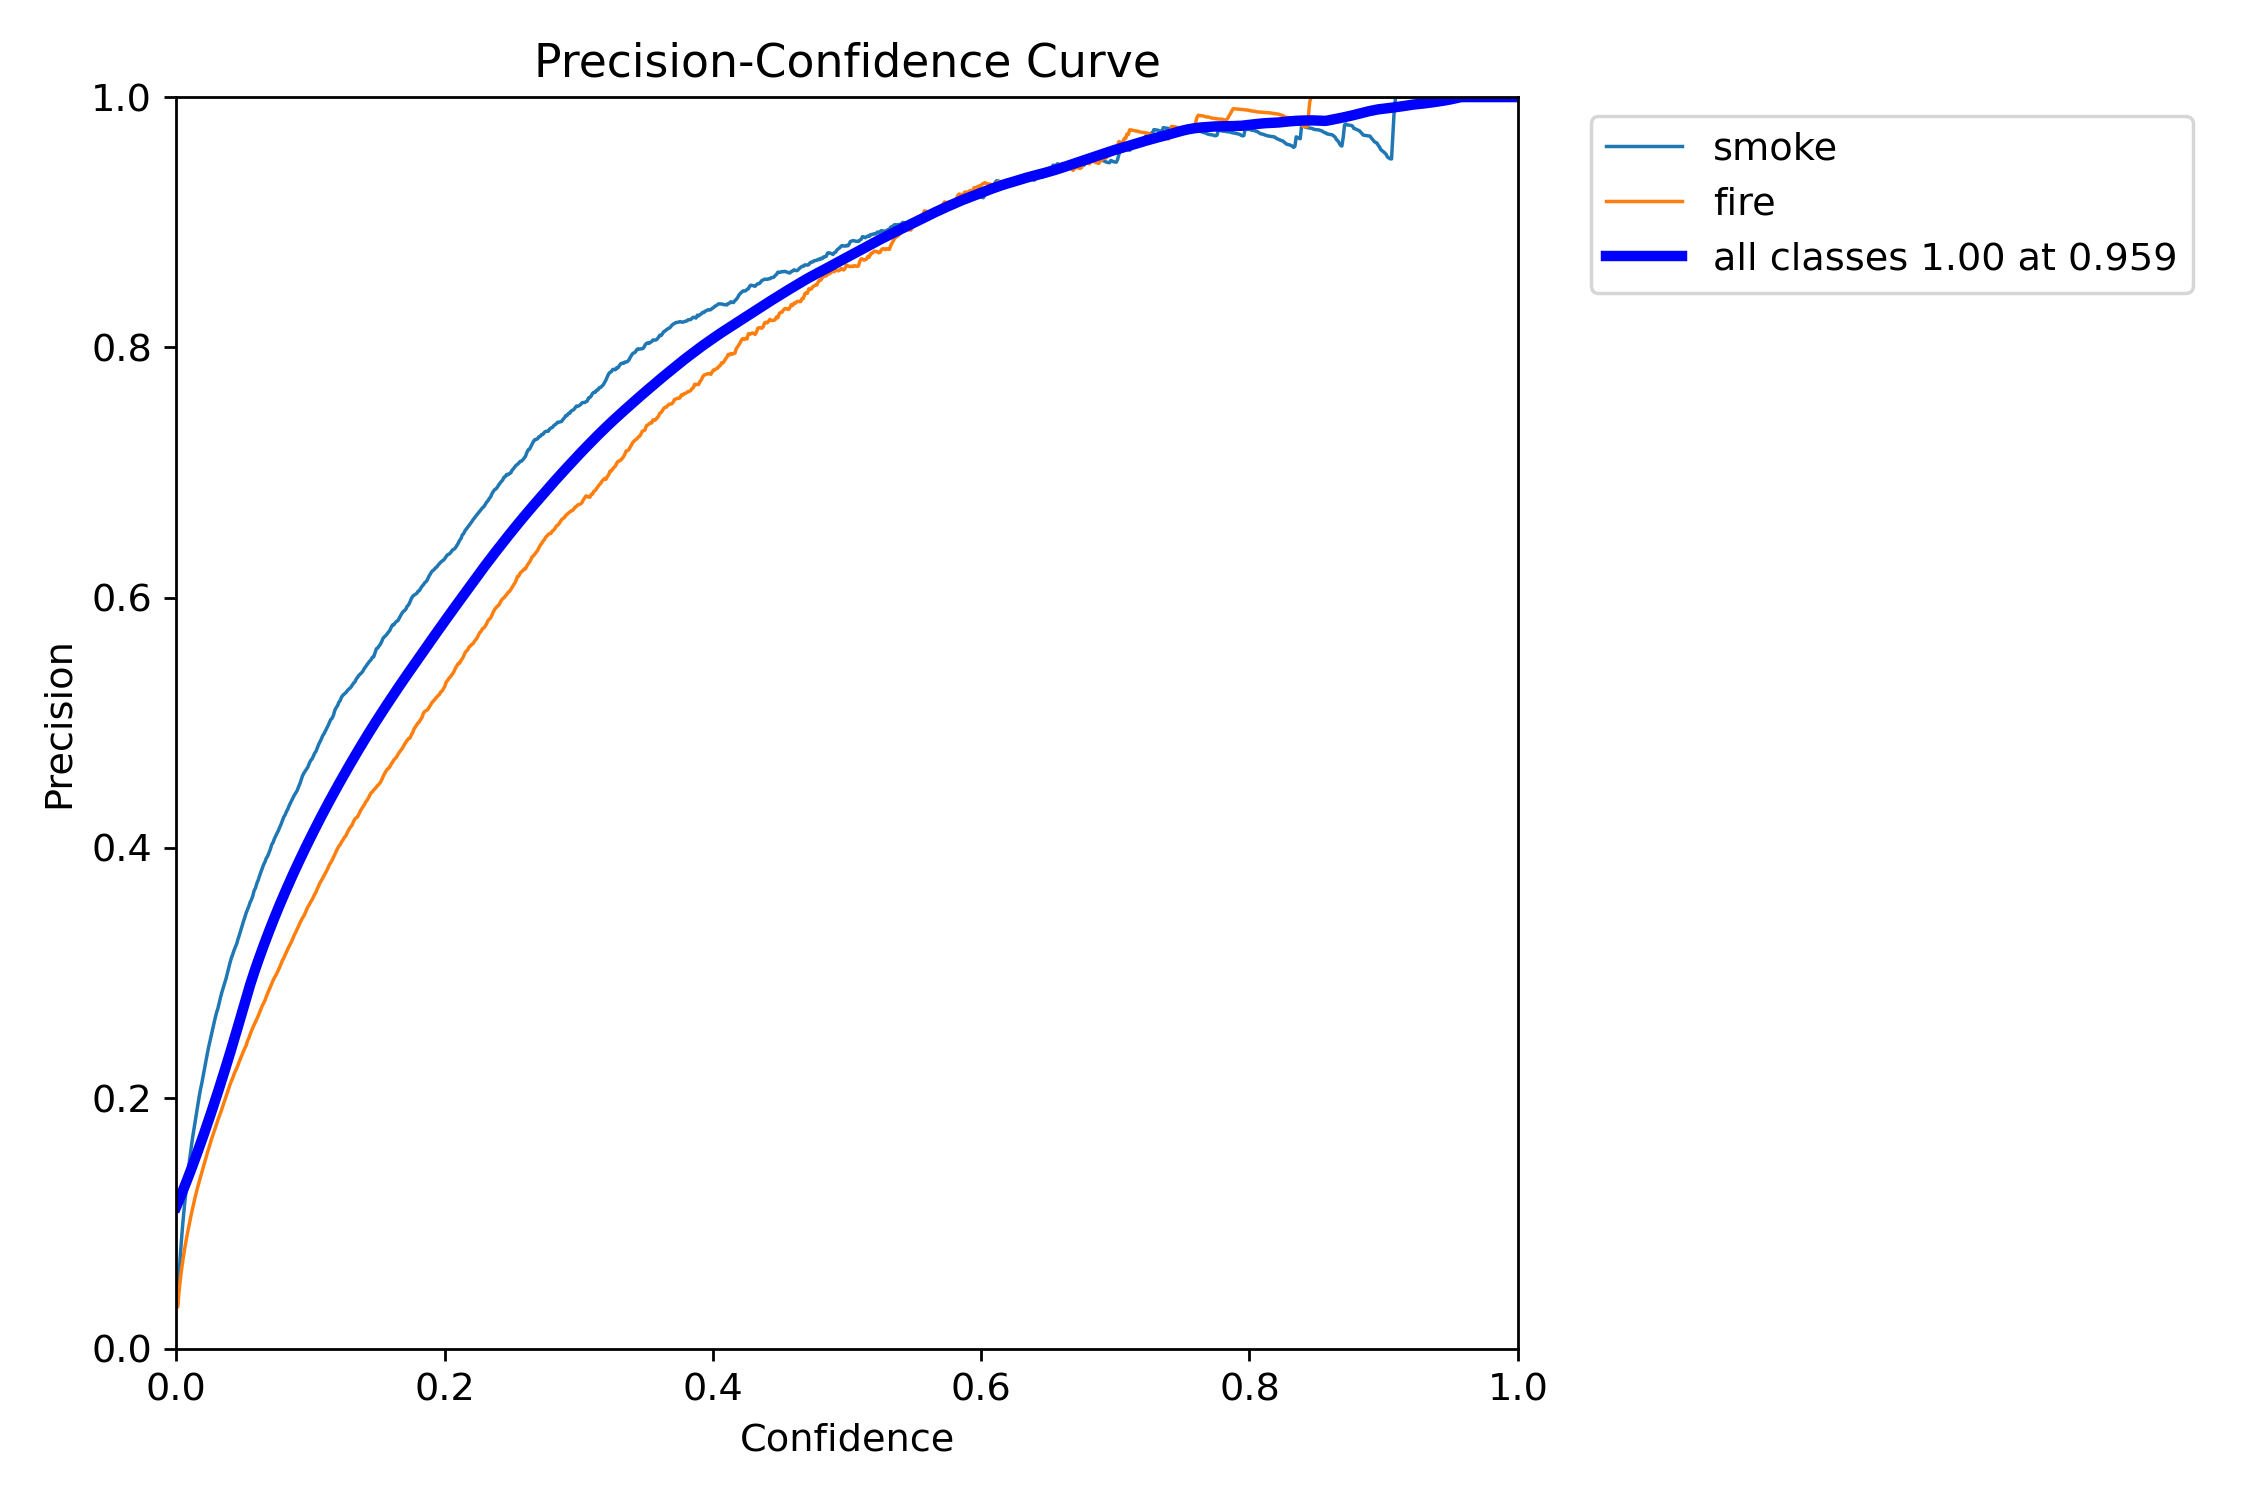 Precision-Confidence Curve
1.0
0.8
0.6
0.4
0.2
0.0
Precision
0.0 0.2 0.4 0.6 0.8 1.0
Confidence
smoke
fire
all classes 1.00 at 0.959